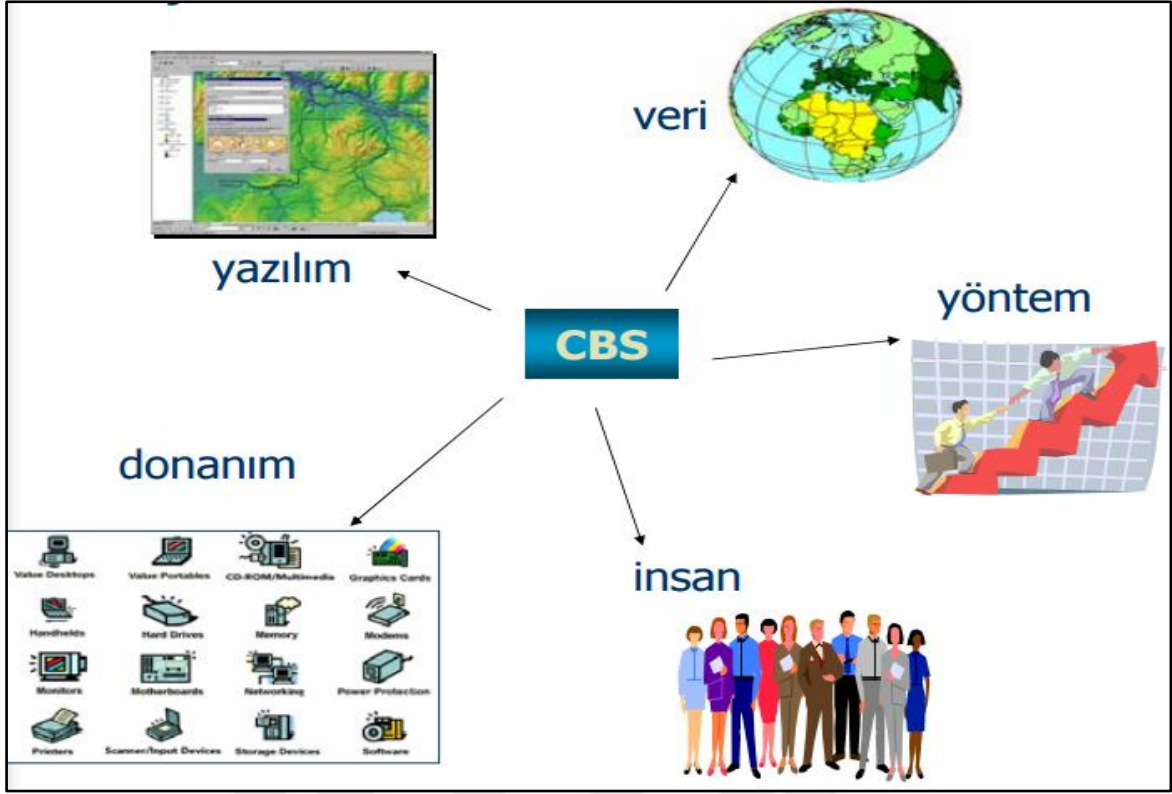 veri
yazılım
CBS
yöntem
donanım
insan
Value Desktops
Value Portables
CD-ROM/Multimedia
Graphics Cards
Handhelds
Hard Drives
Memory
Modems
Monitors
Motherboards
Networking
Power Protection
Printers
Scanner/Input Devices
Storage Devices
Software